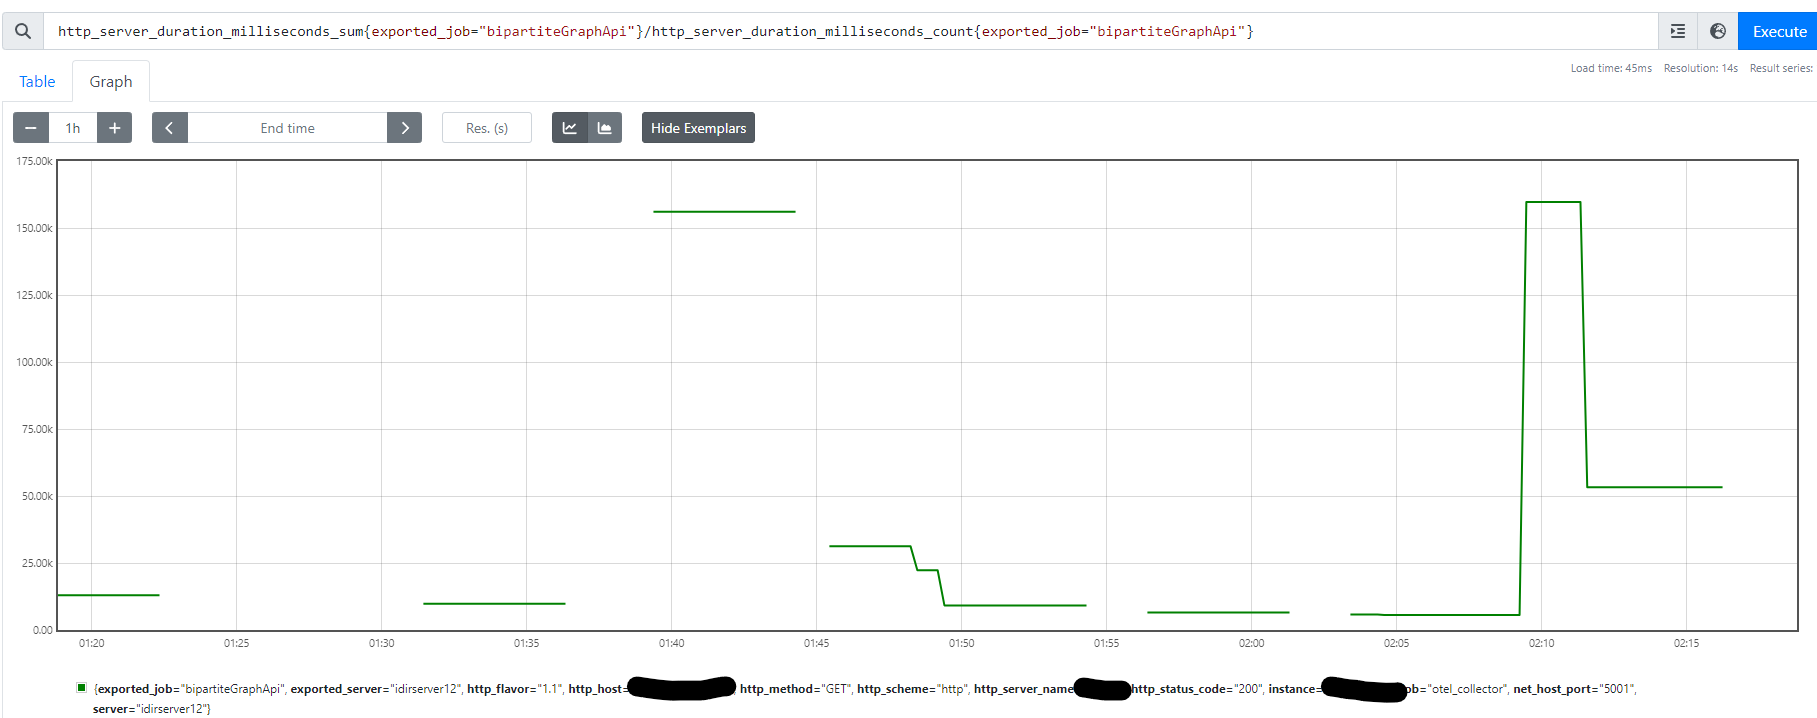 http_server_duration_milliseconds_sum{exported_job="bipartiteGraphApi"}/http_server_duration_milliseconds_count{exported_job="bipartiteGraphApi"}
Execute
Load time: 45ms Resolution: 14s Result series:
Table Graph
− 1h + End time Res. (s) Hide Exemplars
175.00k
150.00k
125.00k
100.00k
75.00k
50.00k
25.00k
0.00
01:20 01:25 01:30 01:35 01:40 01:45 01:50 01:55 02:00 02:05 02:10 02:15
{exported_job="bipartiteGraphApi", exported_server="idirserver12", http_flavor="1.1", http_host= http_method="GET", http_scheme="http", http_server_name http_status_code="200", instance= ob="otel_collector", net_host_port="5001",
server="idirserver12"}